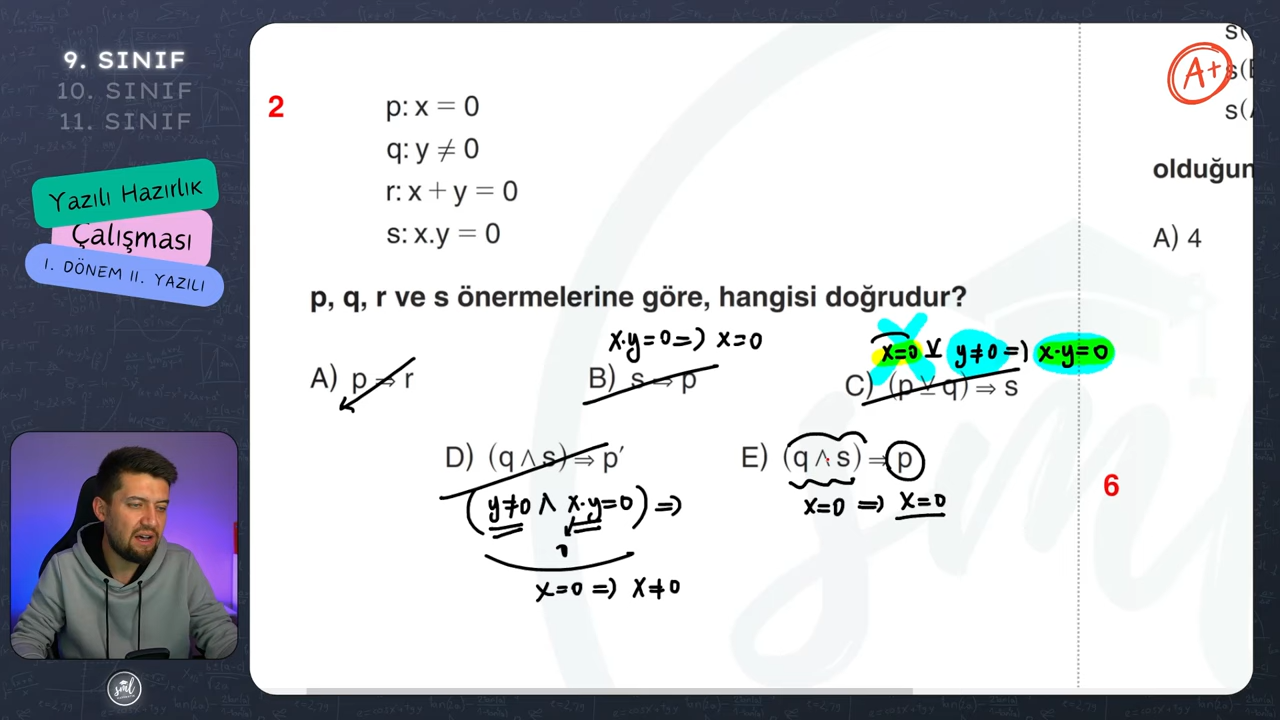 9. SINIF
10. SINIF
11. SINIF
Yazılı Hazırlık
Çalışması
I. DÖNEM II. YAZILI
2
p: x = 0
q: y ≠ 0
r: x + y = 0
s: x.y = 0
p, q, r ve s önermelerine göre, hangisi doğrudur?
x·y=0 ⇒ x=0
x=0 ⊻ y≠0 ⇒ x·y=0
A) p ⇒ r
B) s ⇒ p
C) (p ⊻ q) ⇒ s
D) (q ∧ s) ⇒ p′
E) (q ∧ s) ⇒ p
(y≠0 ∧ x·y=0) ⇒
x=0 ⇒ x≠0
x=0 ⇒ x=0
A+
olduğun
A) 4
6
sml